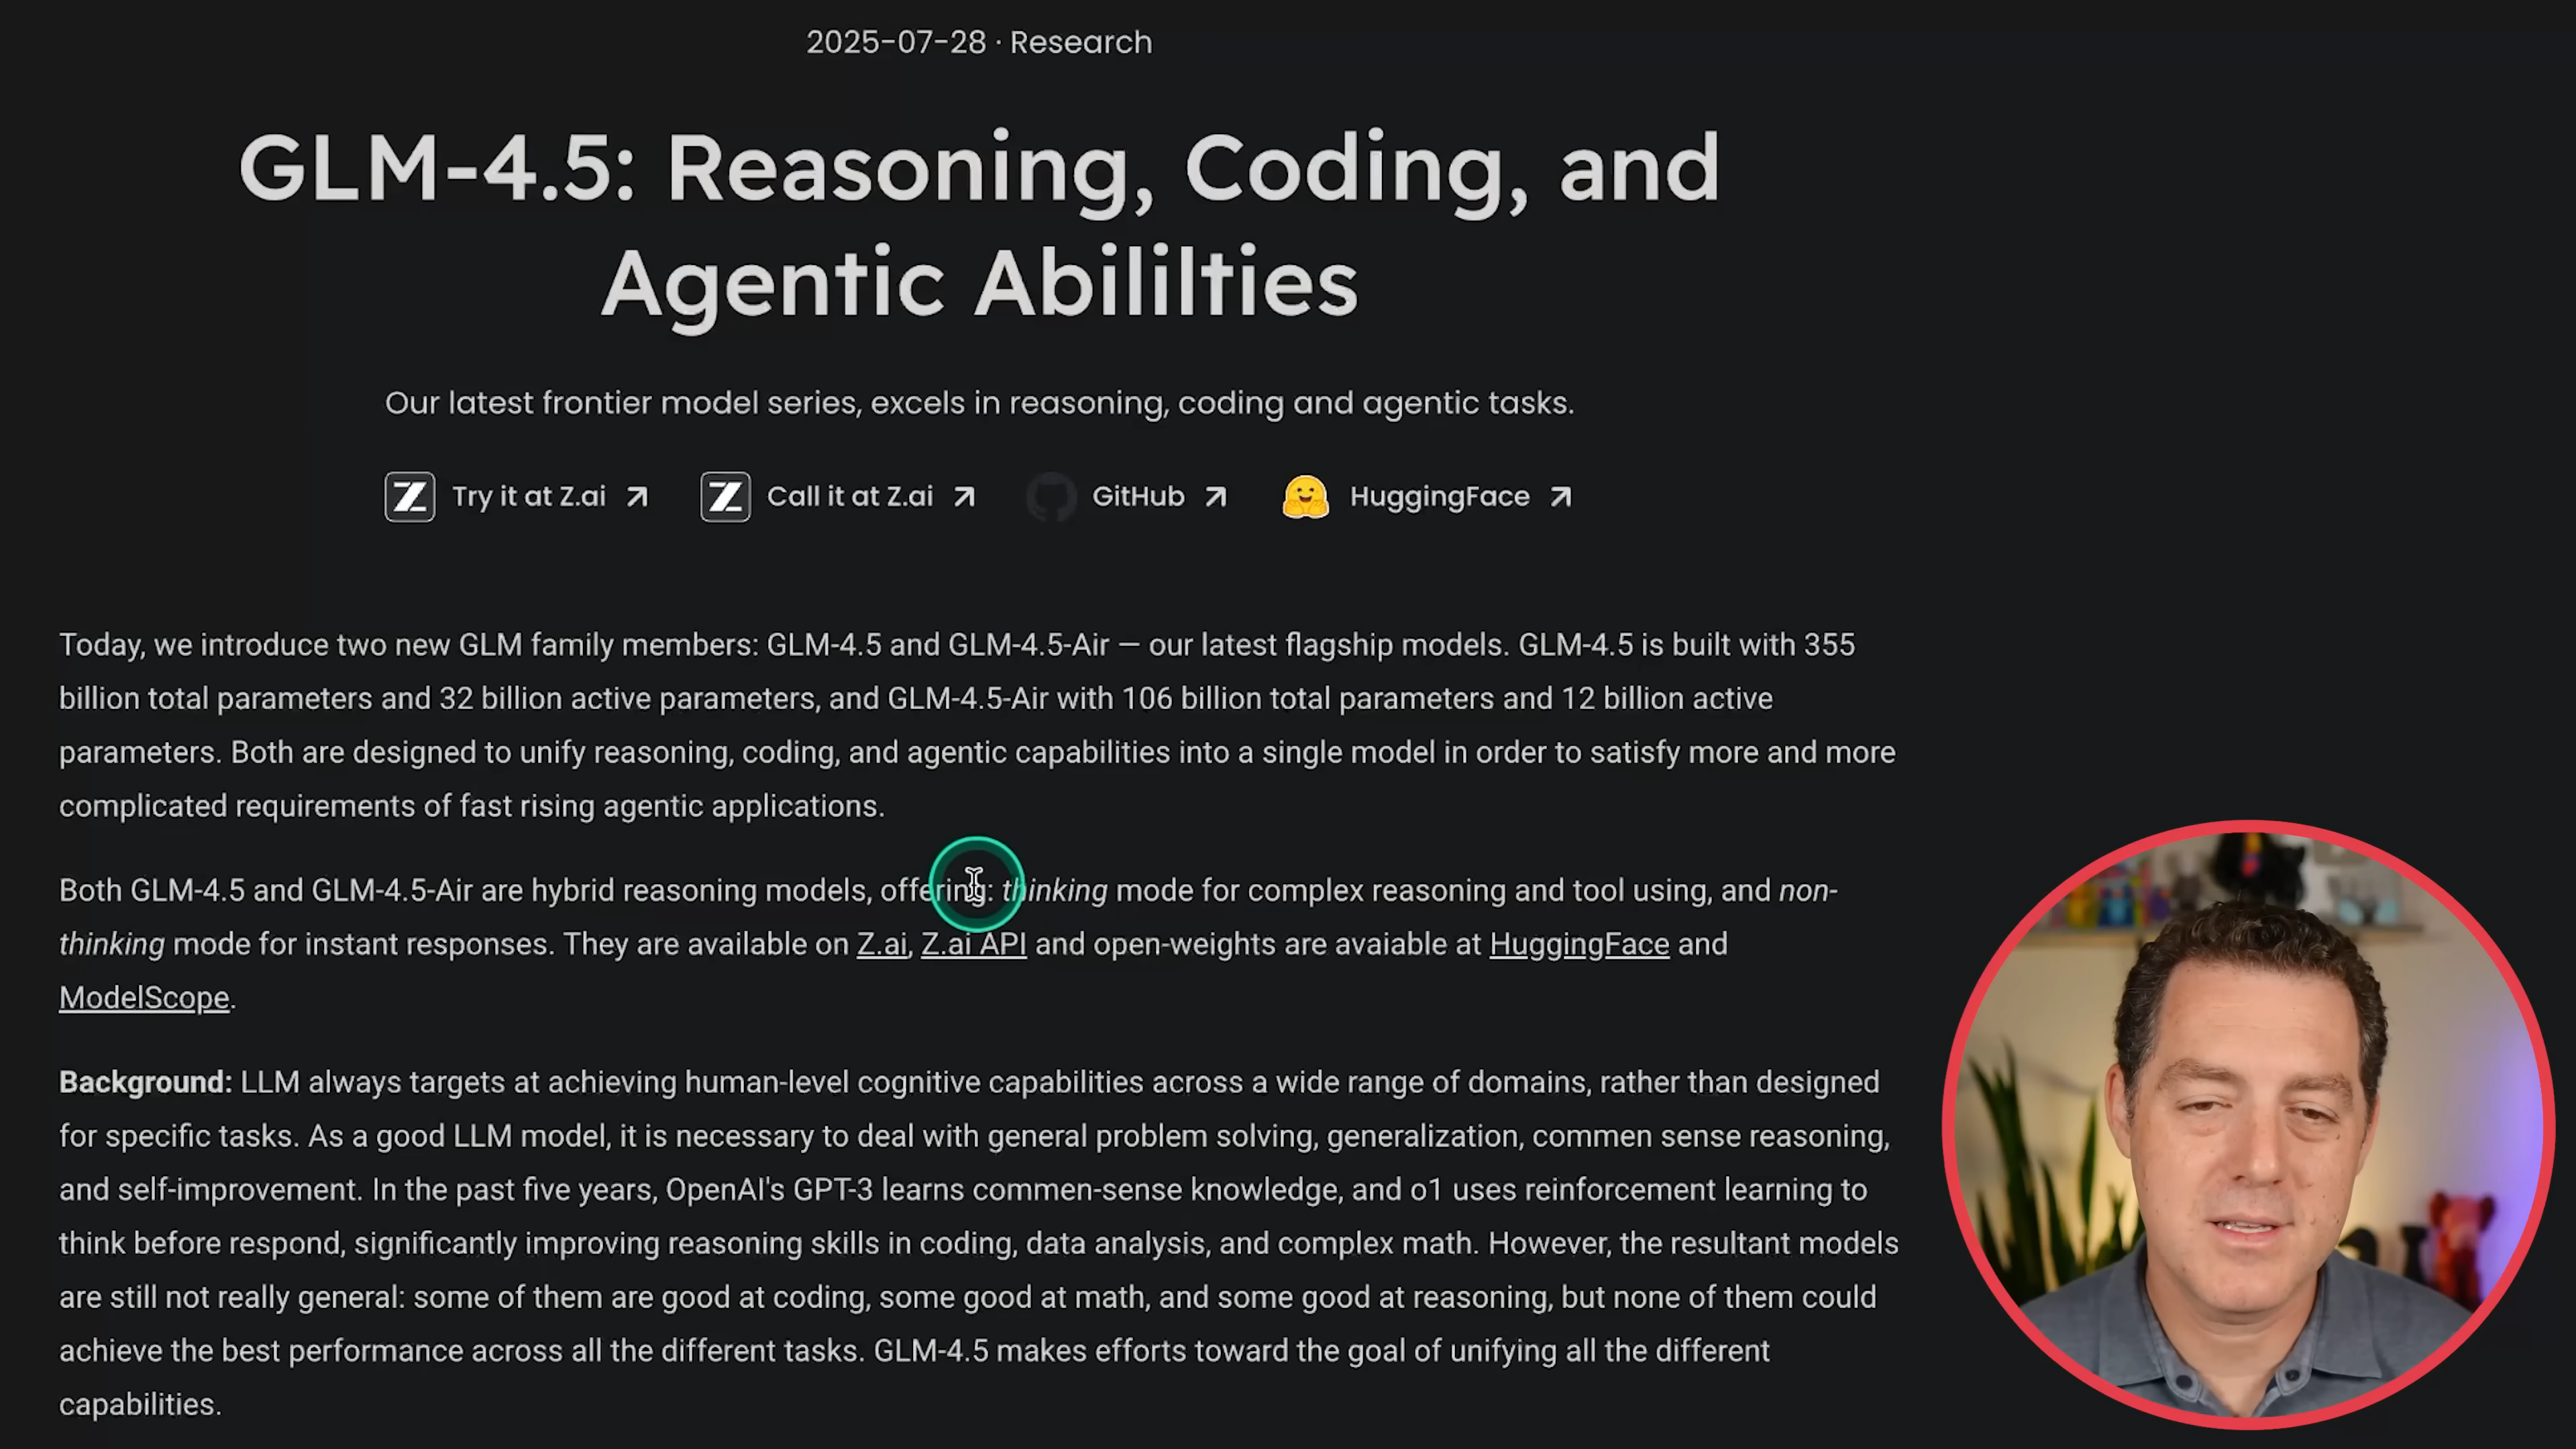 2025-07-28 · Research
GLM-4.5: Reasoning, Coding, and
Agentic Abililties
Our latest frontier model series, excels in reasoning, coding and agentic tasks.
Try it at Z.ai Call it at Z.ai GitHub HuggingFace
Today, we introduce two new GLM family members: GLM-4.5 and GLM-4.5-Air — our latest flagship models. GLM-4.5 is built with 355
billion total parameters and 32 billion active parameters, and GLM-4.5-Air with 106 billion total parameters and 12 billion active
parameters. Both are designed to unify reasoning, coding, and agentic capabilities into a single model in order to satisfy more and more
complicated requirements of fast rising agentic applications.
Both GLM-4.5 and GLM-4.5-Air are hybrid reasoning models, offering: thinking mode for complex reasoning and tool using, and non-
thinking mode for instant responses. They are available on Z.ai, Z.ai API and open-weights are avaiable at HuggingFace and
ModelScope.
Background: LLM always targets at achieving human-level cognitive capabilities across a wide range of domains, rather than designed
for specific tasks. As a good LLM model, it is necessary to deal with general problem solving, generalization, commen sense reasoning,
and self-improvement. In the past five years, OpenAI's GPT-3 learns commen-sense knowledge, and o1 uses reinforcement learning to
think before respond, significantly improving reasoning skills in coding, data analysis, and complex math. However, the resultant models
are still not really general: some of them are good at coding, some good at math, and some good at reasoning, but none of them could
achieve the best performance across all the different tasks. GLM-4.5 makes efforts toward the goal of unifying all the different
capabilities.